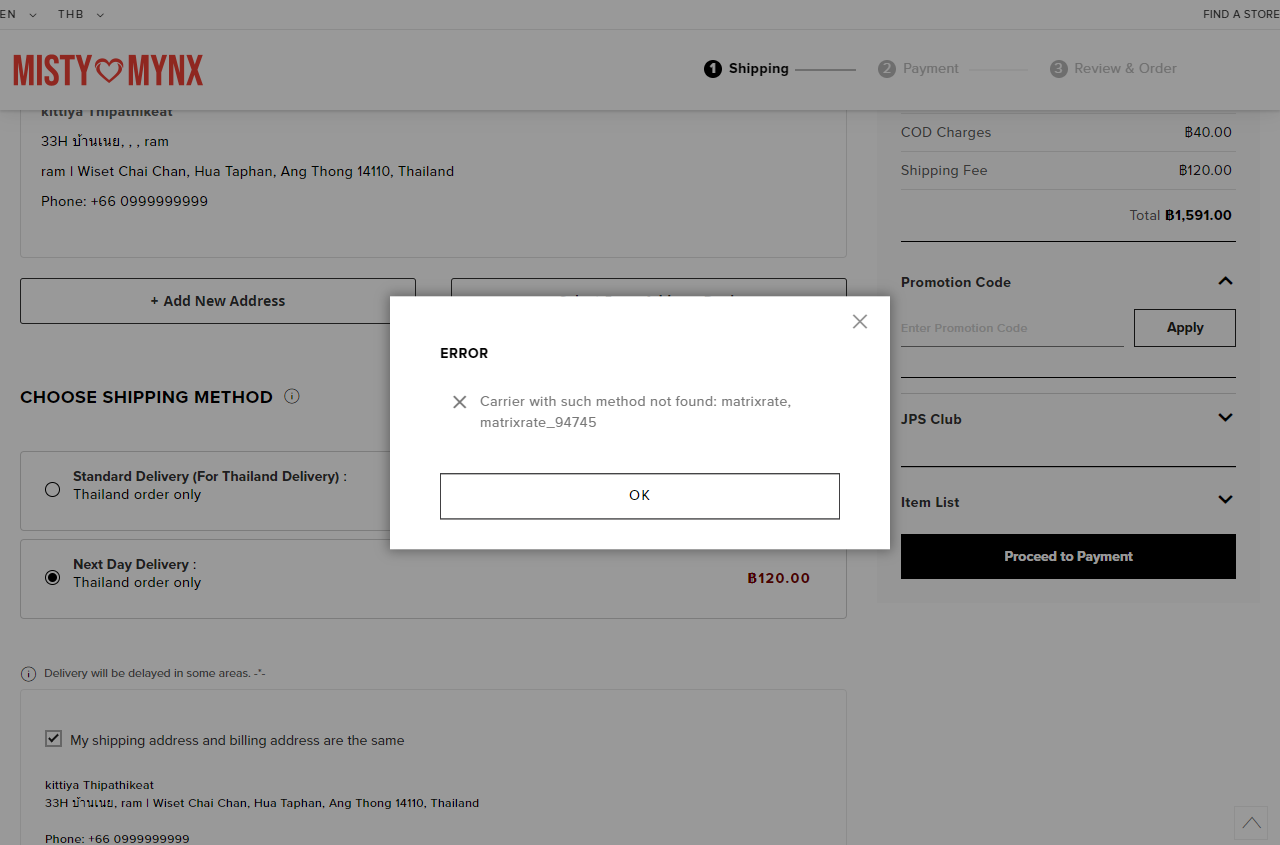 EN THB FIND A STORE
MISTY MYNX
1 Shipping 2 Payment 3 Review & Order
kittiya Thipathikeat
33H บ้านเนย, , , ram
ram | Wiset Chai Chan, Hua Taphan, Ang Thong 14110, Thailand
Phone: +66 0999999999
COD Charges ฿40.00
Shipping Fee ฿120.00
Total ฿1,591.00
+ Add New Address
Promotion Code
Enter Promotion Code Apply
ERROR
Carrier with such method not found: matrixrate,
matrixrate_94745
OK
CHOOSE SHIPPING METHOD
JPS Club
Standard Delivery (For Thailand Delivery) :
Thailand order only
Item List
Next Day Delivery :
Thailand order only
฿120.00
Proceed to Payment
Delivery will be delayed in some areas. -*-
My shipping address and billing address are the same
kittiya Thipathikeat
33H บ้านเนย, ram | Wiset Chai Chan, Hua Taphan, Ang Thong 14110, Thailand
Phone: +66 0999999999